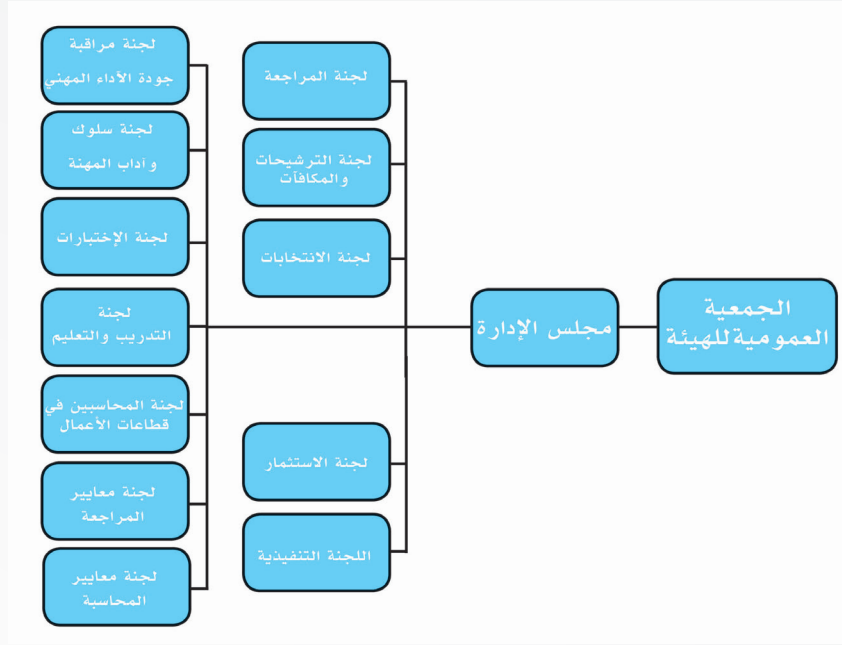 الجمعية
العمومية للهيئة
مجلس الإدارة
لجنة المراجعة
لجنة الترشيحات
والمكافآت
لجنة الانتخابات
لجنة الاستثمار
اللجنة التنفيذية
لجنة مراقبة
جودة الأداء المهني
لجنة سلوك
وآداب المهنة
لجنة الإختبارات
لجنة
التدريب والتعليم
لجنة المحاسبين في
قطاعات الأعمال
لجنة معايير
المراجعة
لجنة معايير
المحاسبة